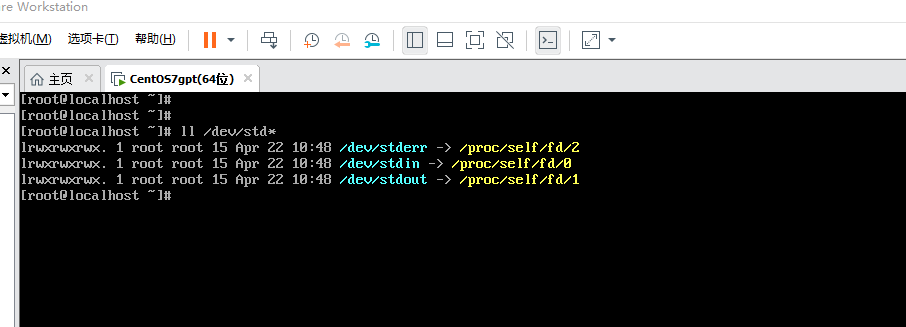 re Workstation
虚拟机(M) 选项卡(T) 帮助(H)
主页 CentOS7gpt(64位)
[root@localhost ~]#
[root@localhost ~]#
[root@localhost ~]# ll /dev/std*
lrwxrwxrwx. 1 root root 15 Apr 22 10:48 /dev/stderr -> /proc/self/fd/2
lrwxrwxrwx. 1 root root 15 Apr 22 10:48 /dev/stdin -> /proc/self/fd/0
lrwxrwxrwx. 1 root root 15 Apr 22 10:48 /dev/stdout -> /proc/self/fd/1
[root@localhost ~]#